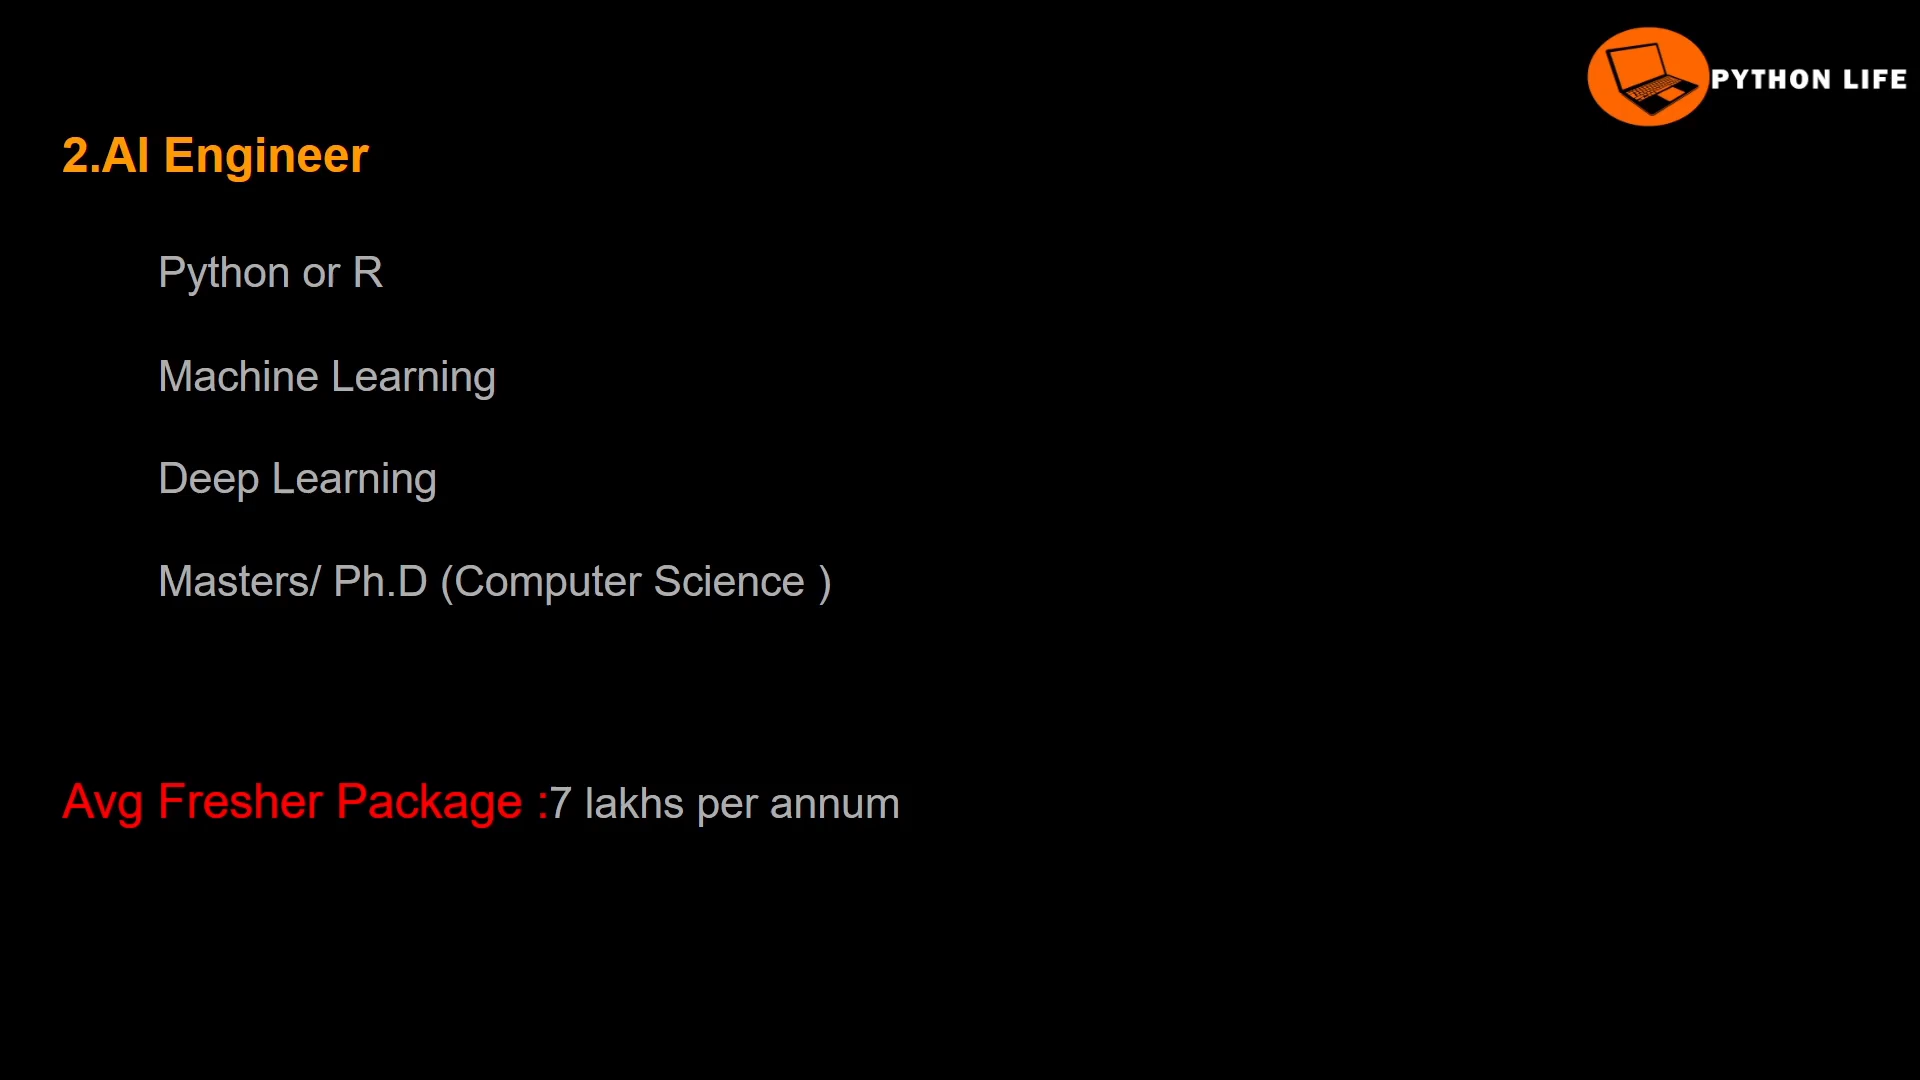 PYTHON LIFE
2.AI Engineer
Python or R
Machine Learning
Deep Learning
Masters/ Ph.D (Computer Science )
Avg Fresher Package :7 lakhs per annum